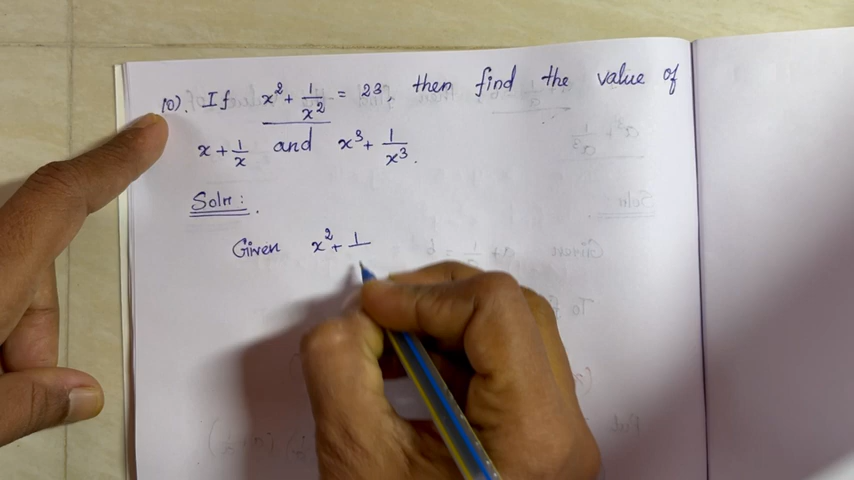 10). If x² + 1/x² = 23, then find the value of
x + 1/x and x³ + 1/x³.
Soln:.
Given x² + 1/